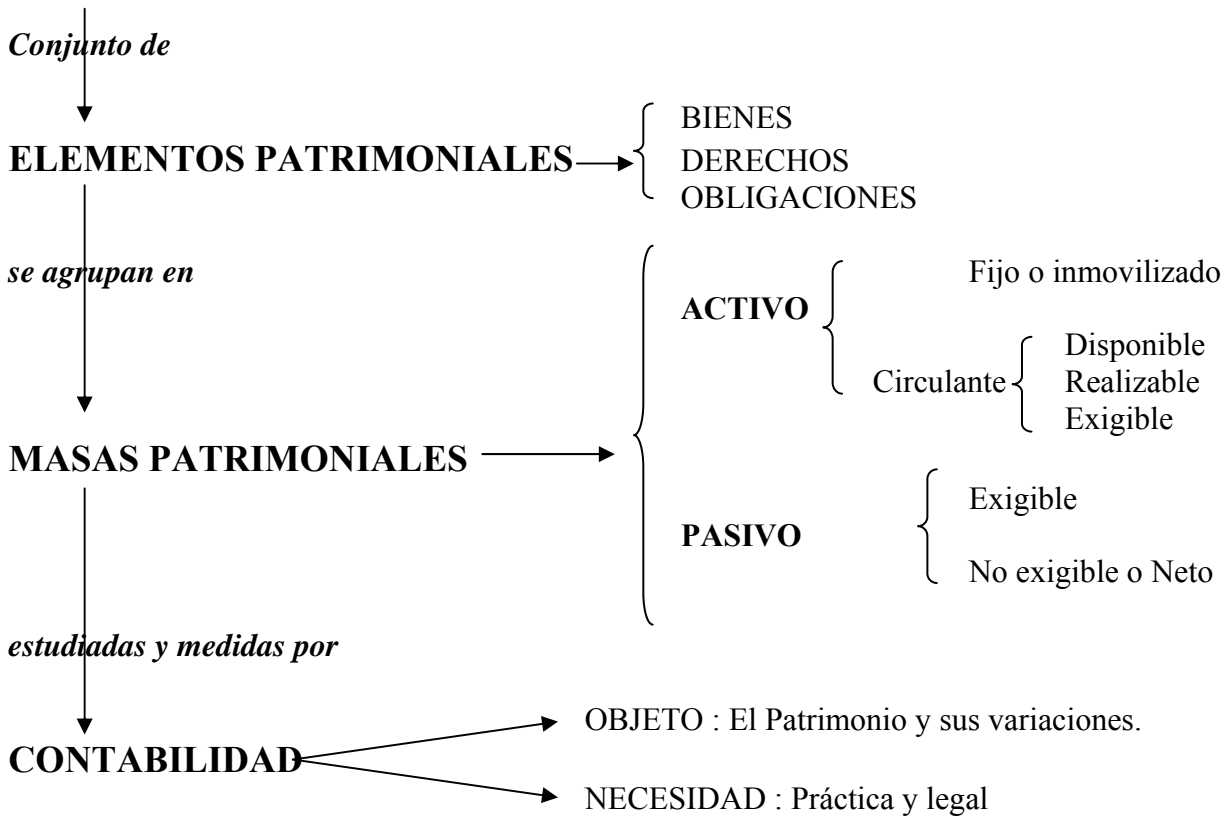 Conjunto de
ELEMENTOS PATRIMONIALES
BIENES
DERECHOS
OBLIGACIONES
se agrupan en
MASAS PATRIMONIALES
ACTIVO
Fijo o inmovilizado
Circulante
Disponible
Realizable
Exigible
PASIVO
Exigible
No exigible o Neto
estudiadas y medidas por
CONTABILIDAD
OBJETO : El Patrimonio y sus variaciones.
NECESIDAD : Práctica y legal